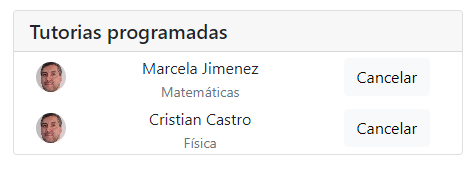 Tutorias programadas
Marcela Jimenez
Cancelar
Matemáticas
Cristian Castro
Cancelar
Física